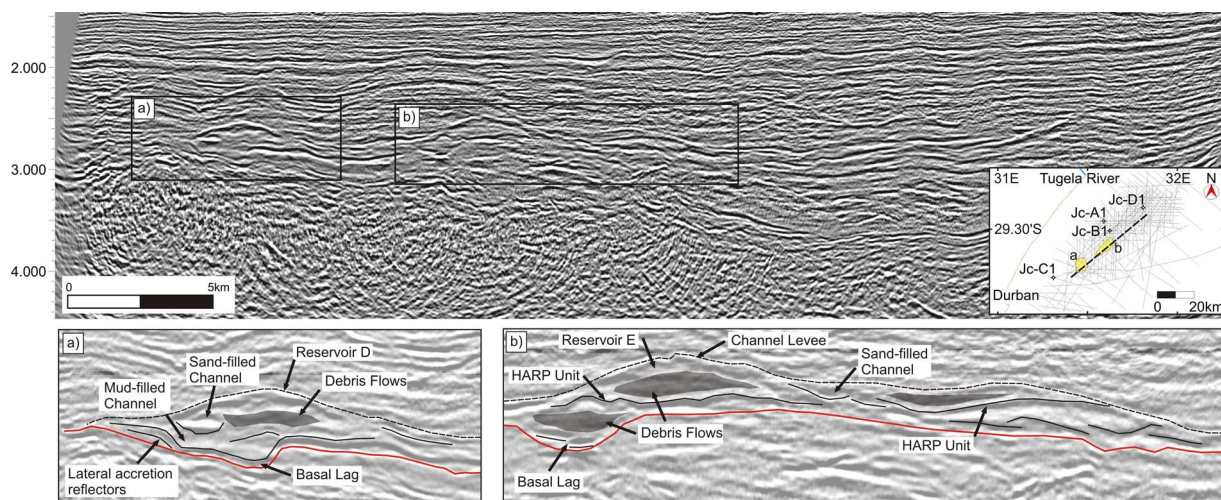 2.000
a)
b)
3.000
4.000
0
5km
31E
Tugela River
32E
N
Jc-D1
Jc-A1
29.30'S
Jc-B1
a
b
Jc-C1
Durban
0
20km
a)
Sand-filled
Channel
Reservoir D
Mud-filled
Channel
Debris Flows
Lateral accretion
reflectors
Basal Lag
b)
Reservoir E
Channel Levee
Sand-filled
Channel
HARP Unit
Debris Flows
HARP Unit
Basal Lag